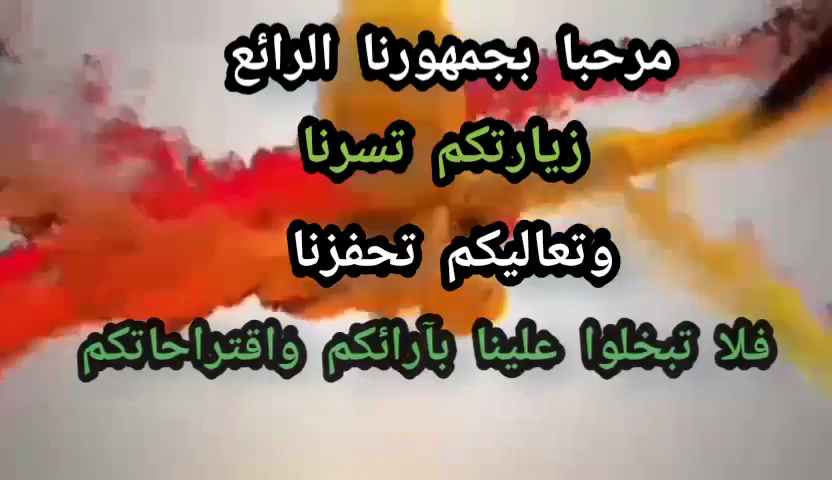 مرحبا بجمهورنا الرائع
زيارتكم تسرنا
وتعاليكم تحفزنا
فلا تبخلوا علينا بآرائكم واقتراحاتكم